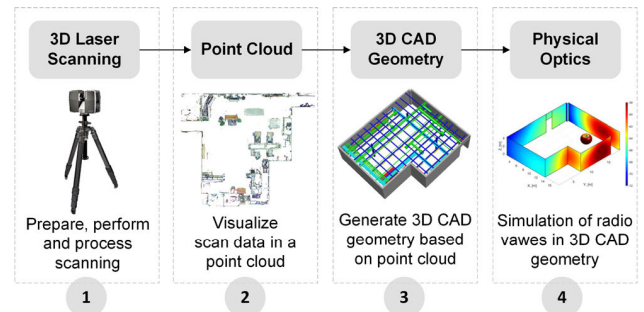 3D Laser
Scanning
Point Cloud
3D CAD
Geometry
Physical
Optics
Prepare, perform
and process
scanning
Visualize
scan data in a
point cloud
Generate 3D CAD
geometry based
on point cloud
Simulation of radio
vawes in 3D CAD
geometry
1
2
3
4